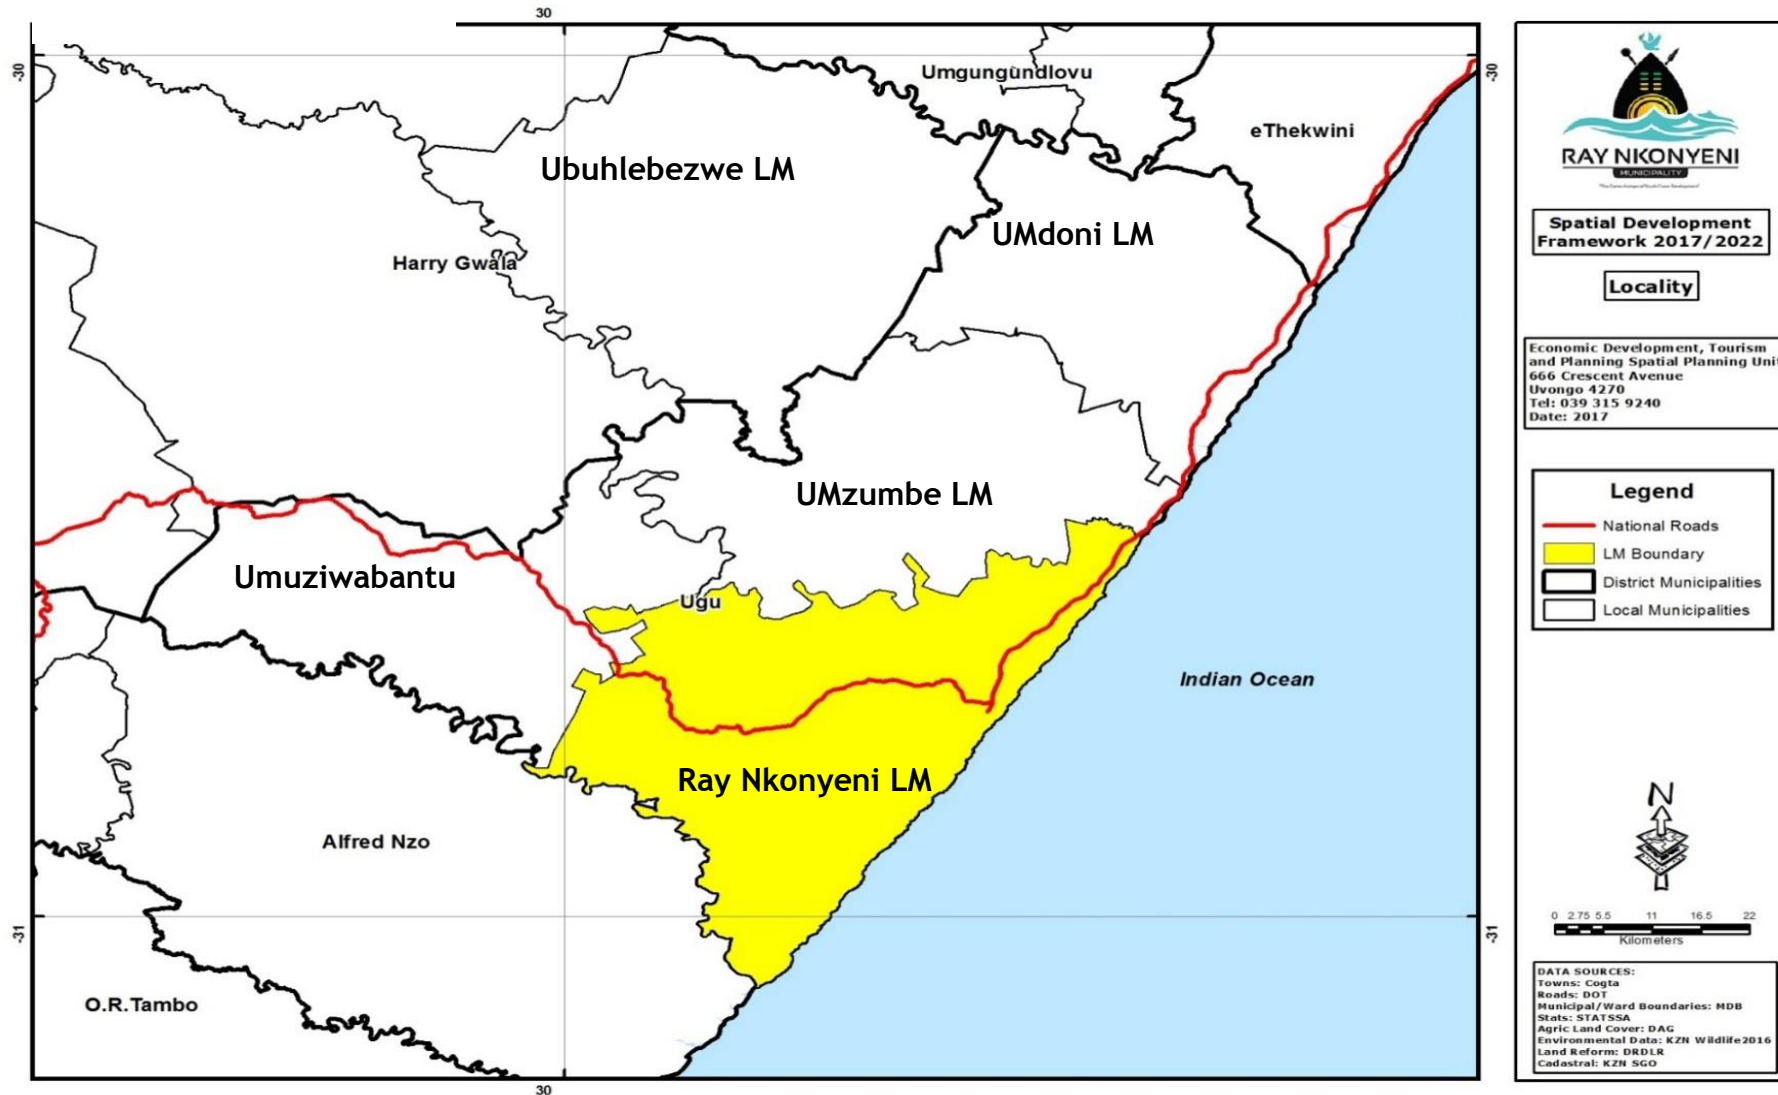 30
-30
-30
Umgungundlovu
eThekwini
Ubuhlebezwe LM
UMdoni LM
Harry Gwala
UMzumbe LM
Umuziwabantu
Ugu
Indian Ocean
Ray Nkonyeni LM
Alfred Nzo
-31
-31
O.R.Tambo
30
RAY NKONYENI
MUNICIPALITY
Spatial Development
Framework 2017/2022
Locality
Economic Development, Tourism
and Planning Spatial Planning Unit
666 Crescent Avenue
Uvongo 4270
Tel: 039 315 9240
Date: 2017
Legend
National Roads
LM Boundary
District Municipalities
Local Municipalities
N
0 2.75 5.5 11 16.5 22
Kilometers
DATA SOURCES:
Towns: Cogta
Roads: DOT
Municipal/Ward Boundaries: MDB
Stats: STATSSA
Agric Land Cover: DAG
Environmental Data: KZN Wildlife2016
Land Reform: DRDLR
Cadastral: KZN SGO